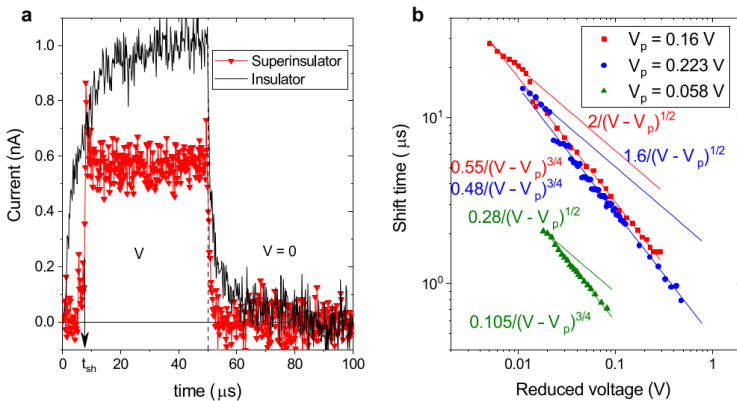 a
Current (nA)
1.0
0.8
0.6
0.4
0.2
0.0
Superinsulator
Insulator
V
V = 0
0 20 40 60 80 100
t_sh
time (μs)
b
Shift time (μs)
10¹
10⁰
V_p = 0.16 V
V_p = 0.223 V
V_p = 0.058 V
2/(V − V_p)^1/2
1.6/(V − V_p)^1/2
0.55/(V − V_p)^3/4
0.48/(V − V_p)^3/4
0.28/(V − V_p)^1/2
0.105/(V − V_p)^3/4
0.01 0.1 1
Reduced voltage (V)